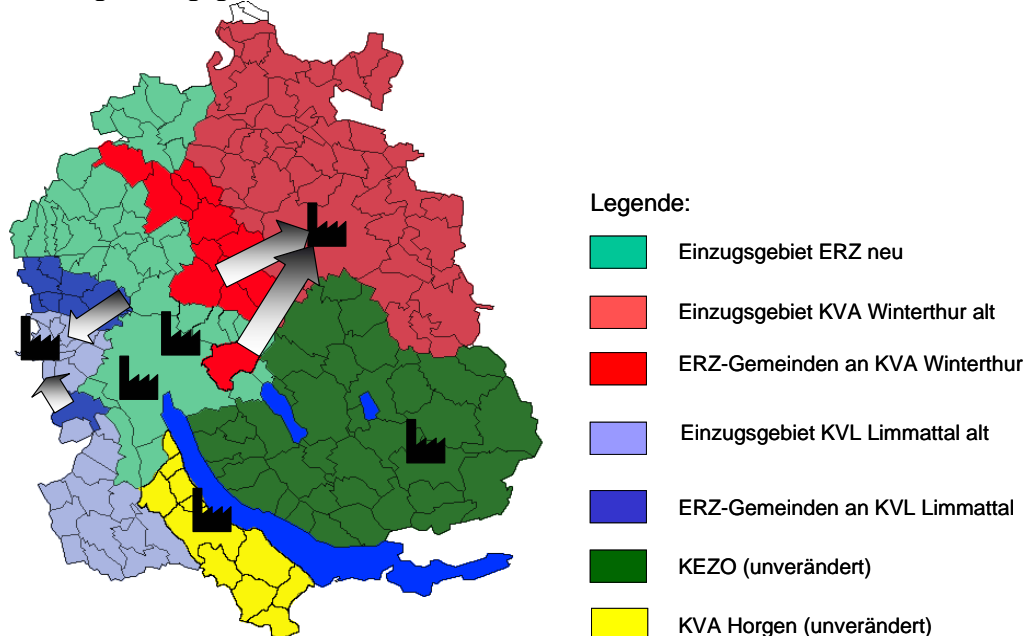 Legende:
Einzugsgebiet ERZ neu
Einzugsgebiet KVA Winterthur alt
ERZ-Gemeinden an KVA Winterthur
Einzugsgebiet KVL Limmattal alt
ERZ-Gemeinden an KVL Limmattal
KEZO (unverändert)
KVA Horgen (unverändert)